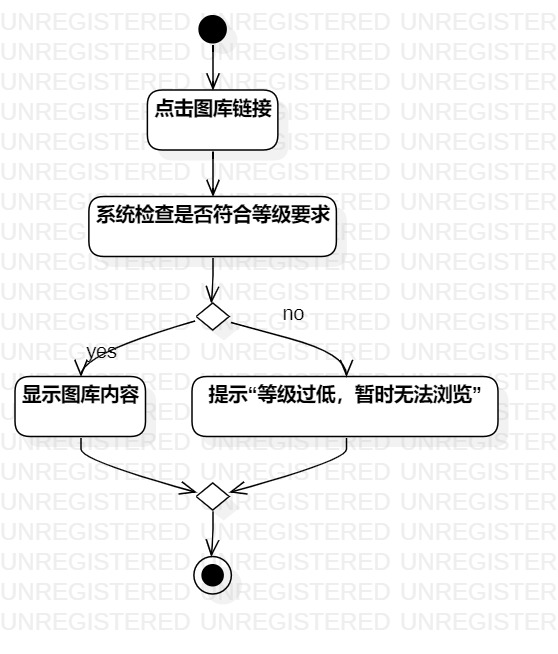 UNREGISTERED UNREGISTERED UNREGISTER
点击图库链接
系统检查是否符合等级要求
no
yes
显示图库内容
提示“等级过低，暂时无法浏览”